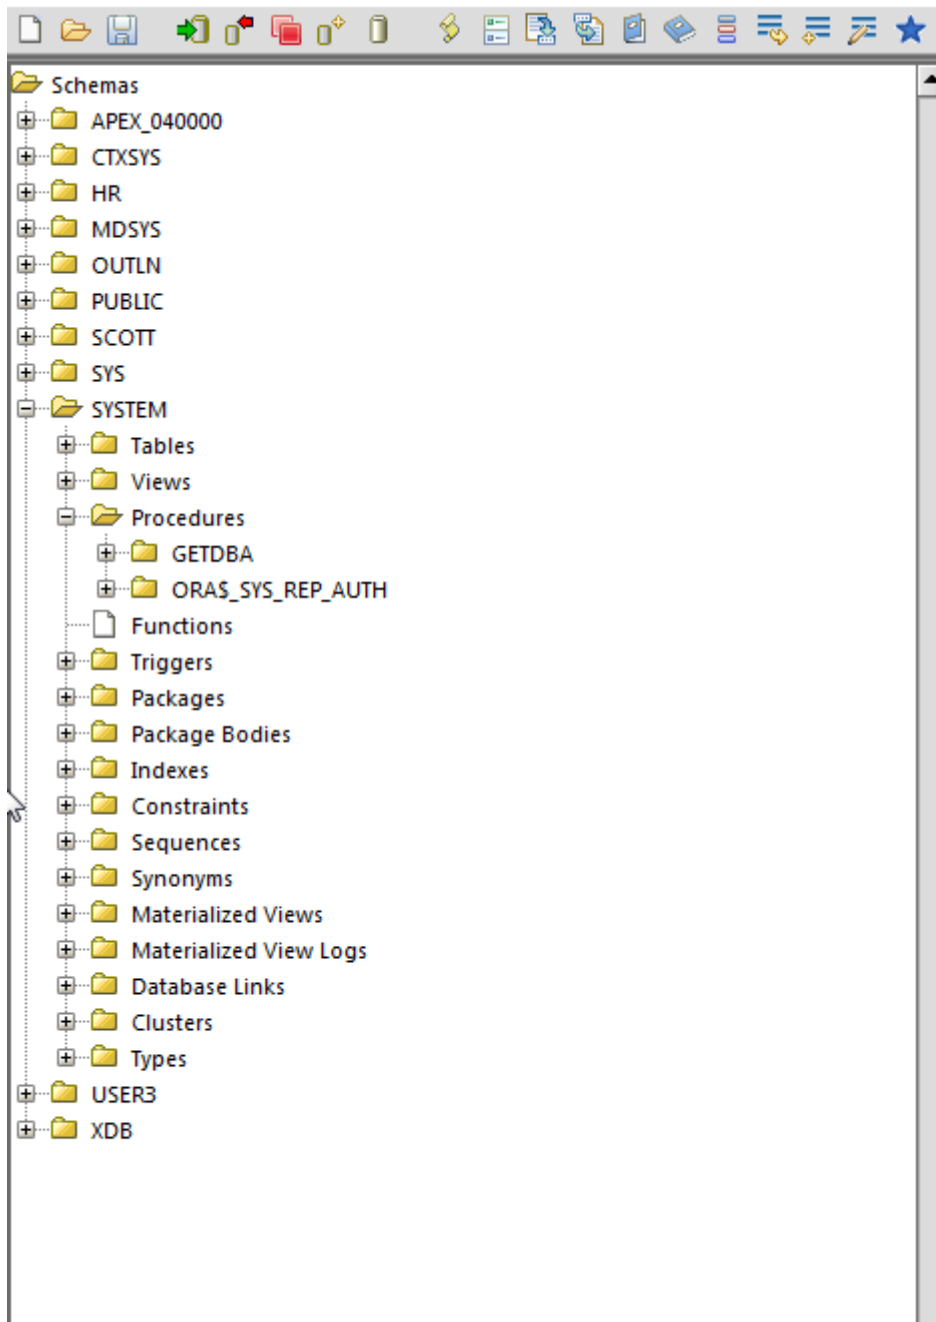 Schemas
APEX_040000
CTXSYS
HR
MDSYS
OUTLN
PUBLIC
SCOTT
SYS
SYSTEM
Tables
Views
Procedures
GETDBA
ORA$_SYS_REP_AUTH
Functions
Triggers
Packages
Package Bodies
Indexes
Constraints
Sequences
Synonyms
Materialized Views
Materialized View Logs
Database Links
Clusters
Types
USER3
XDB